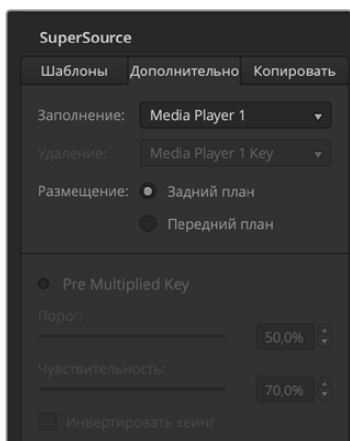 SuperSource
Шаблоны Дополнительно Копировать
Заполнение: Media Player 1
Удаление: Media Player 1 Key
Размещение: Задний план
Передний план
Pre Multiplied Key
Порог:
50,0%
Чувствительность:
70,0%
Инвертировать кеинг